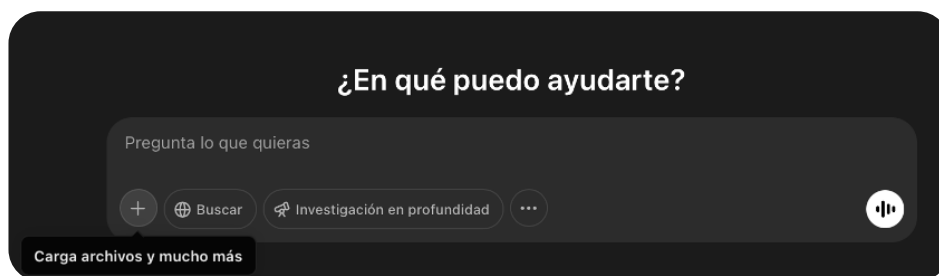 ¿En qué puedo ayudarte?
Pregunta lo que quieras
Buscar Investigación en profundidad
Carga archivos y mucho más